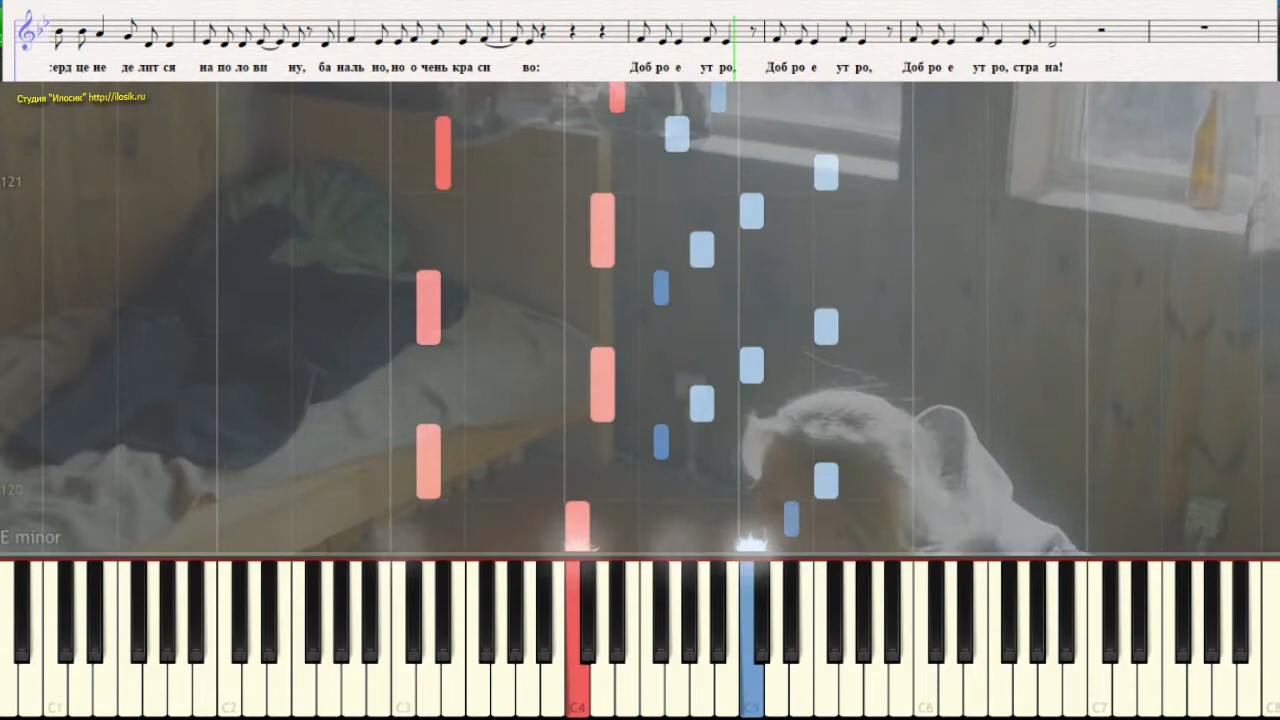 :ерд це не де лит ся на по ло ви ну, ба наль но, но о чень кра си во: Доб ро е ут ро, Доб ро е ут ро, Доб ро е ут ро, стра на!
Студия "Илосик" http://ilosik.ru
121
120
E minor
C1 C2 C3 C4 C5 C6 C7 C8